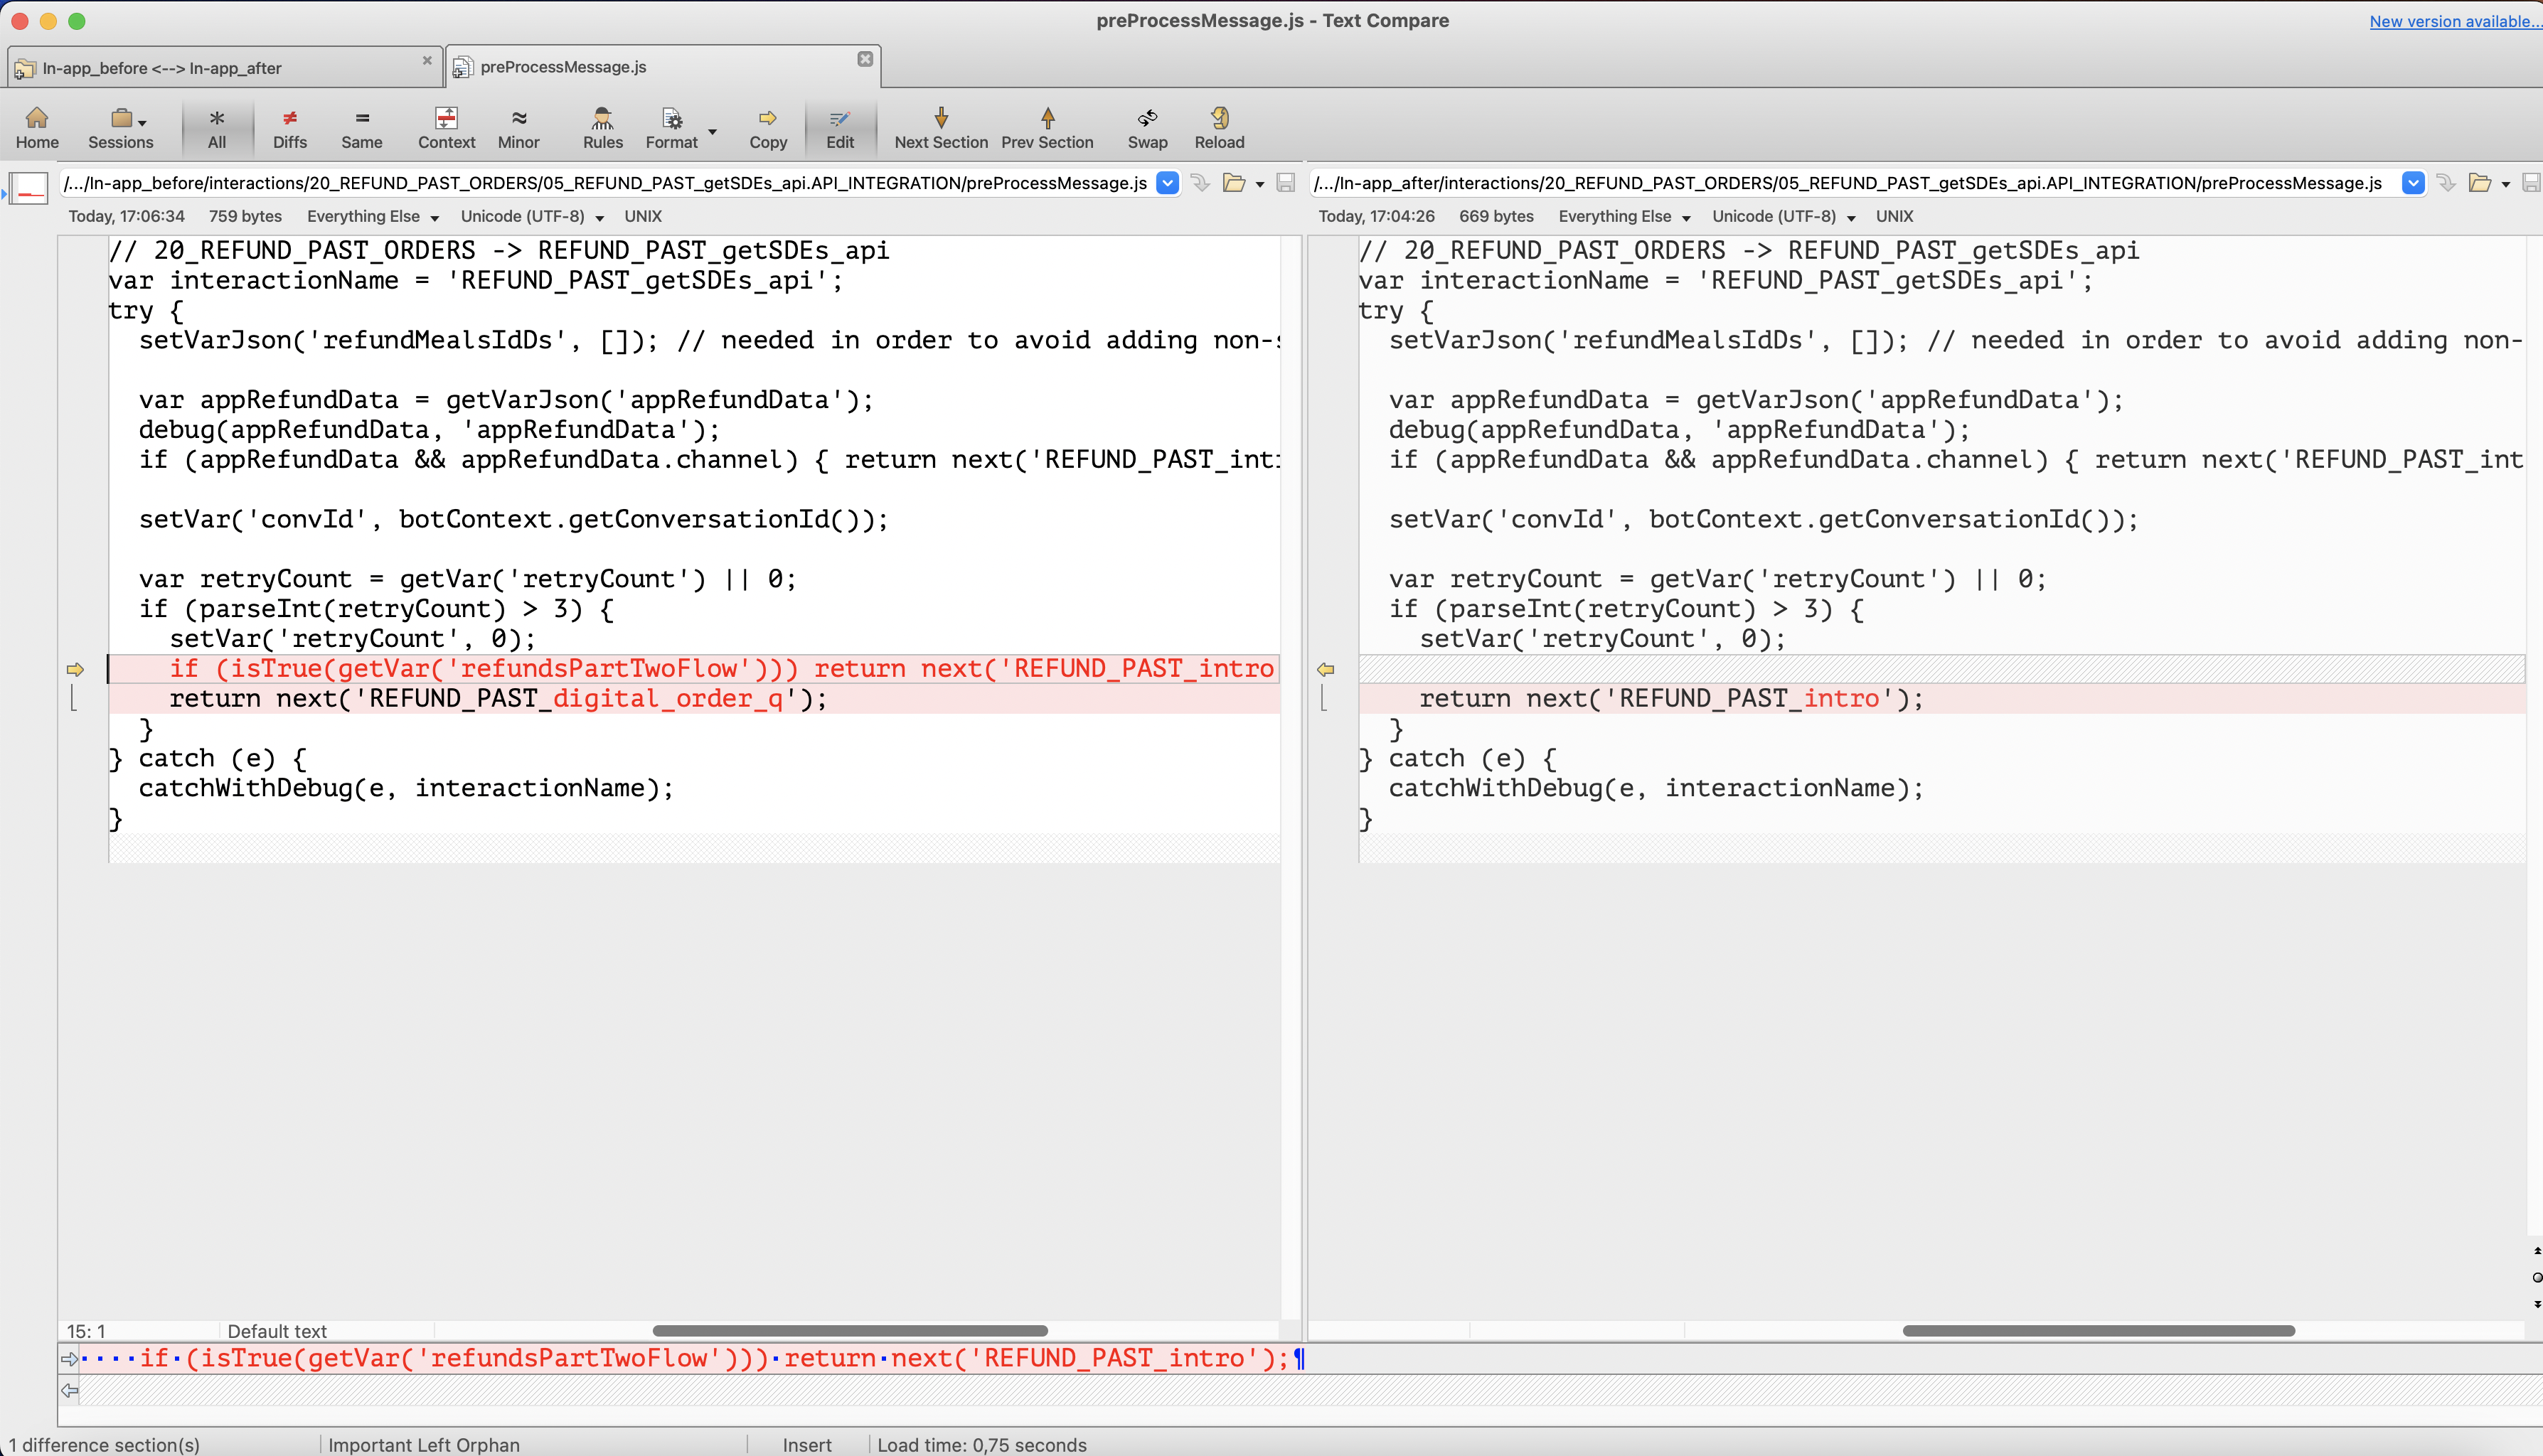 preProcessMessage.js - Text Compare
New version available...
In-app_before <--> In-app_after
preProcessMessage.js
Home Sessions All Diffs Same Context Minor Rules Format Copy Edit Next Section Prev Section Swap Reload
/.../In-app_before/interactions/20_REFUND_PAST_ORDERS/05_REFUND_PAST_getSDEs_api.API_INTEGRATION/preProcessMessage.js
Today, 17:06:34 759 bytes Everything Else Unicode (UTF-8) UNIX
// 20_REFUND_PAST_ORDERS -> REFUND_PAST_getSDEs_api
var interactionName = 'REFUND_PAST_getSDEs_api';
try {
  setVarJson('refundMealsIdDs', []); // needed in order to avoid adding non-s
  var appRefundData = getVarJson('appRefundData');
  debug(appRefundData, 'appRefundData');
  if (appRefundData && appRefundData.channel) { return next('REFUND_PAST_intr
  setVar('convId', botContext.getConversationId());
  var retryCount = getVar('retryCount') || 0;
  if (parseInt(retryCount) > 3) {
    setVar('retryCount', 0);
    if (isTrue(getVar('refundsPartTwoFlow'))) return next('REFUND_PAST_intro
    return next('REFUND_PAST_digital_order_q');
  }
} catch (e) {
  catchWithDebug(e, interactionName);
}
15: 1 Default text
/.../In-app_after/interactions/20_REFUND_PAST_ORDERS/05_REFUND_PAST_getSDEs_api.API_INTEGRATION/preProcessMessage.js
Today, 17:04:26 669 bytes Everything Else Unicode (UTF-8) UNIX
// 20_REFUND_PAST_ORDERS -> REFUND_PAST_getSDEs_api
var interactionName = 'REFUND_PAST_getSDEs_api';
try {
  setVarJson('refundMealsIdDs', []); // needed in order to avoid adding non-
  var appRefundData = getVarJson('appRefundData');
  debug(appRefundData, 'appRefundData');
  if (appRefundData && appRefundData.channel) { return next('REFUND_PAST_int
  setVar('convId', botContext.getConversationId());
  var retryCount = getVar('retryCount') || 0;
  if (parseInt(retryCount) > 3) {
    setVar('retryCount', 0);
    return next('REFUND_PAST_intro');
  }
} catch (e) {
  catchWithDebug(e, interactionName);
}
····if·(isTrue(getVar('refundsPartTwoFlow')))·return·next('REFUND_PAST_intro');¶
1 difference section(s) Important Left Orphan Insert Load time: 0,75 seconds